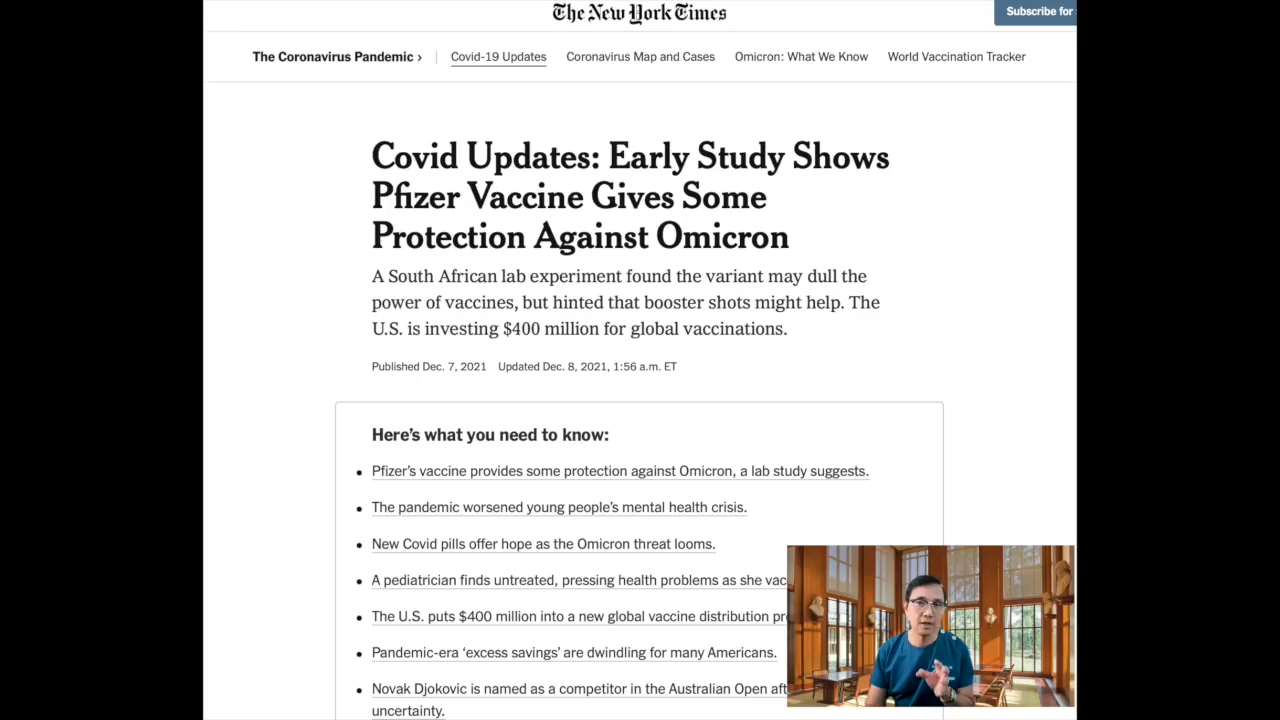 The New York Times
Subscribe for
The Coronavirus Pandemic ›
Covid-19 Updates
Coronavirus Map and Cases
Omicron: What We Know
World Vaccination Tracker
Covid Updates: Early Study Shows
Pfizer Vaccine Gives Some
Protection Against Omicron
A South African lab experiment found the variant may dull the
power of vaccines, but hinted that booster shots might help. The
U.S. is investing $400 million for global vaccinations.
Published Dec. 7, 2021 Updated Dec. 8, 2021, 1:56 a.m. ET
Here’s what you need to know:
Pfizer’s vaccine provides some protection against Omicron, a lab study suggests.
The pandemic worsened young people’s mental health crisis.
New Covid pills offer hope as the Omicron threat looms.
A pediatrician finds untreated, pressing health problems as she vac
The U.S. puts $400 million into a new global vaccine distribution pr
Pandemic-era ‘excess savings’ are dwindling for many Americans.
Novak Djokovic is named as a competitor in the Australian Open aft
uncertainty.